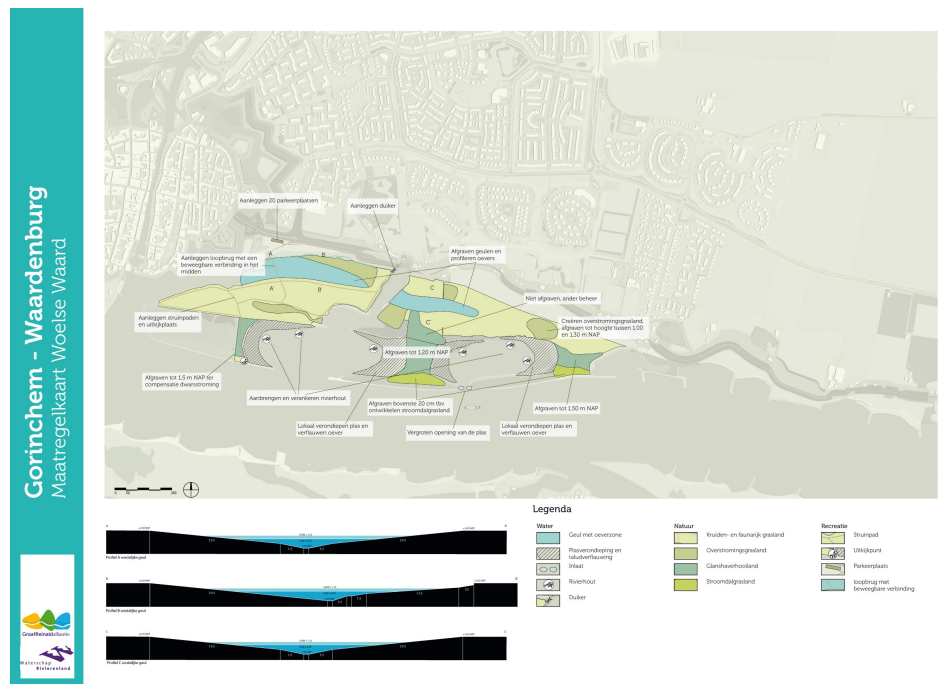 Gorinchem - Waardenburg
Maatregelkaart Woelse Waard
GraafReinaldalliantie
Waterschap
Rivierenland
Aanleggen 20 parkeerplaatsen
Aanleggen duiker
Aanleggen loopbrug met een
beweegbare verbinding in het
midden
Afgraven geulen en
profileren oevers
Niet afgraven, ander beheer
Aanleggen struinpaden
en uitkijkplaats
Creëren overstromingsgrasland,
afgraven tot hoogte tussen 1,00
en 1,30 m NAP
Afgraven tot 1,20 m NAP
Afgraven tot 1,5 m NAP ter
compensatie dwarsstroming
Aanbrengen en verankeren rivierhout
Afgraven bovenste 20 cm tbv
ontwikkelen stroomdalgrasland
Afgraven tot 1,50 m NAP
Lokaal verondiepen plas en
verflauwen oever
Vergroten opening van de plas
Lokaal verondiepen plas en
verflauwen oever
A
B
A'
B'
C
C'
Profiel A westelijke geul
Profiel B westelijke geul
Profiel C oostelijke geul
Legenda
Water
Geul met oeverzone
Plasverondieping en
taludverflauwing
Inlaat
Rivierhout
Duiker
Natuur
Kruiden- en faunarijk grasland
Overstromingsgrasland
Glanshaverhooiland
Stroomdalgrasland
Recreatie
Struinpad
Uitkijkpunt
Parkeerplaats
loopbrug met
beweegbare verbinding